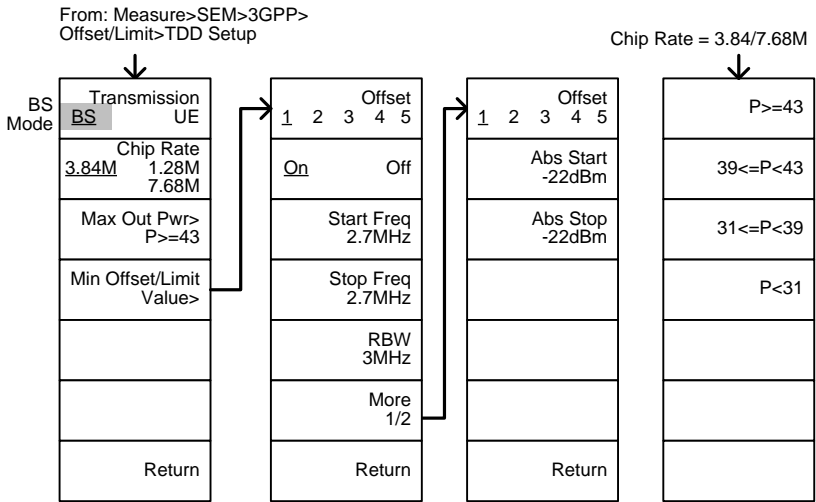 From: Measure>SEM>3GPP>
Offset/Limit>TDD Setup
Chip Rate = 3.84/7.68M
BS
Mode
Transmission
BS UE
Chip Rate
3.84M 1.28M
7.68M
Max Out Pwr>
P>=43
Min Offset/Limit
Value>
Return
Offset
1 2 3 4 5
On Off
Start Freq
2.7MHz
Stop Freq
2.7MHz
RBW
3MHz
More
1/2
Return
Offset
1 2 3 4 5
Abs Start
-22dBm
Abs Stop
-22dBm
Return
P>=43
39<=P<43
31<=P<39
P<31